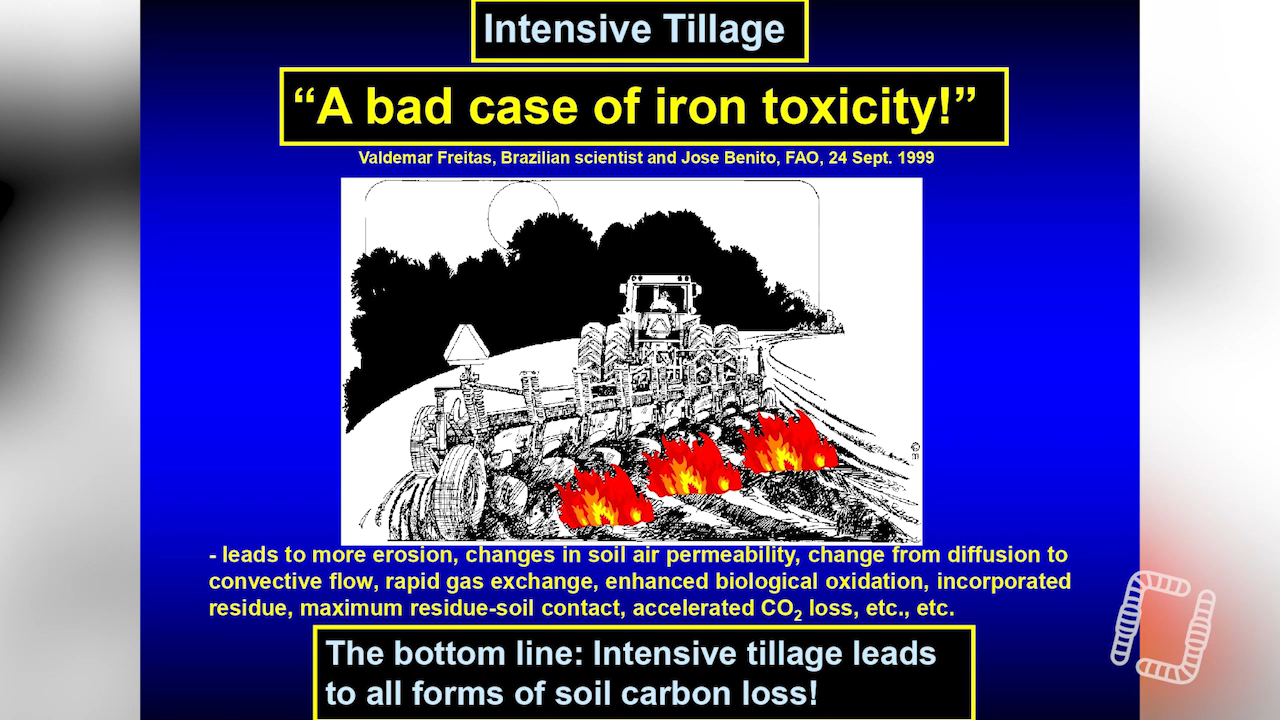 Intensive Tillage
“A bad case of iron toxicity!”
Valdemar Freitas, Brazilian scientist and Jose Benito, FAO, 24 Sept. 1999
- leads to more erosion, changes in soil air permeability, change from diffusion to
convective flow, rapid gas exchange, enhanced biological oxidation, incorporated
residue, maximum residue-soil contact, accelerated CO₂ loss, etc., etc.
The bottom line: Intensive tillage leads
to all forms of soil carbon loss!